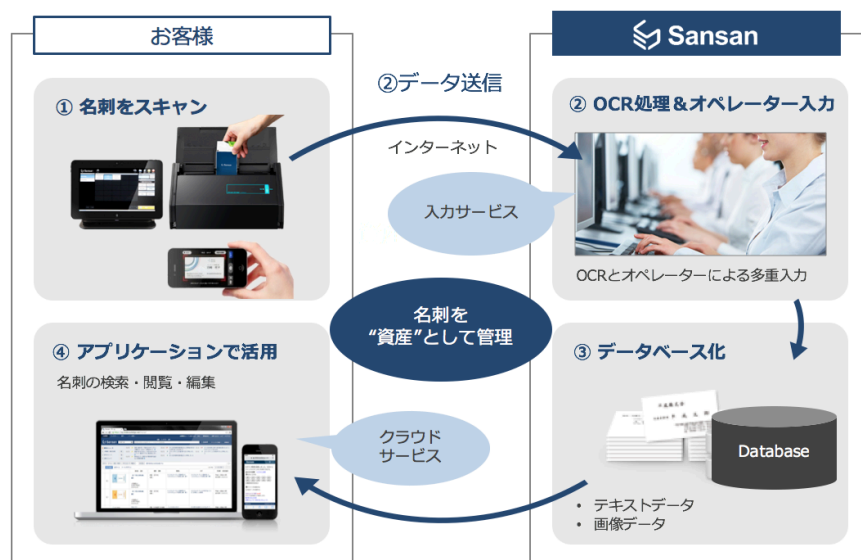 お客様
Sansan
① 名刺をスキャン
②データ送信
インターネット
入力サービス
② OCR処理＆オペレーター入力
OCRとオペレーターによる多重入力
名刺を
“資産”として管理
③ データベース化
Database
・ テキストデータ
・ 画像データ
④ アプリケーションで活用
名刺の検索・閲覧・編集
クラウド
サービス